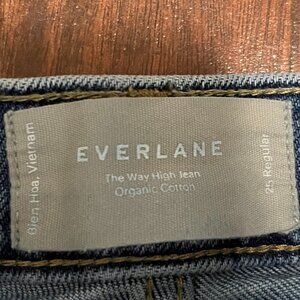 Bien Hoa, Vietnam
EVERLANE
The Way High Jean
Organic Cotton
25 Regular